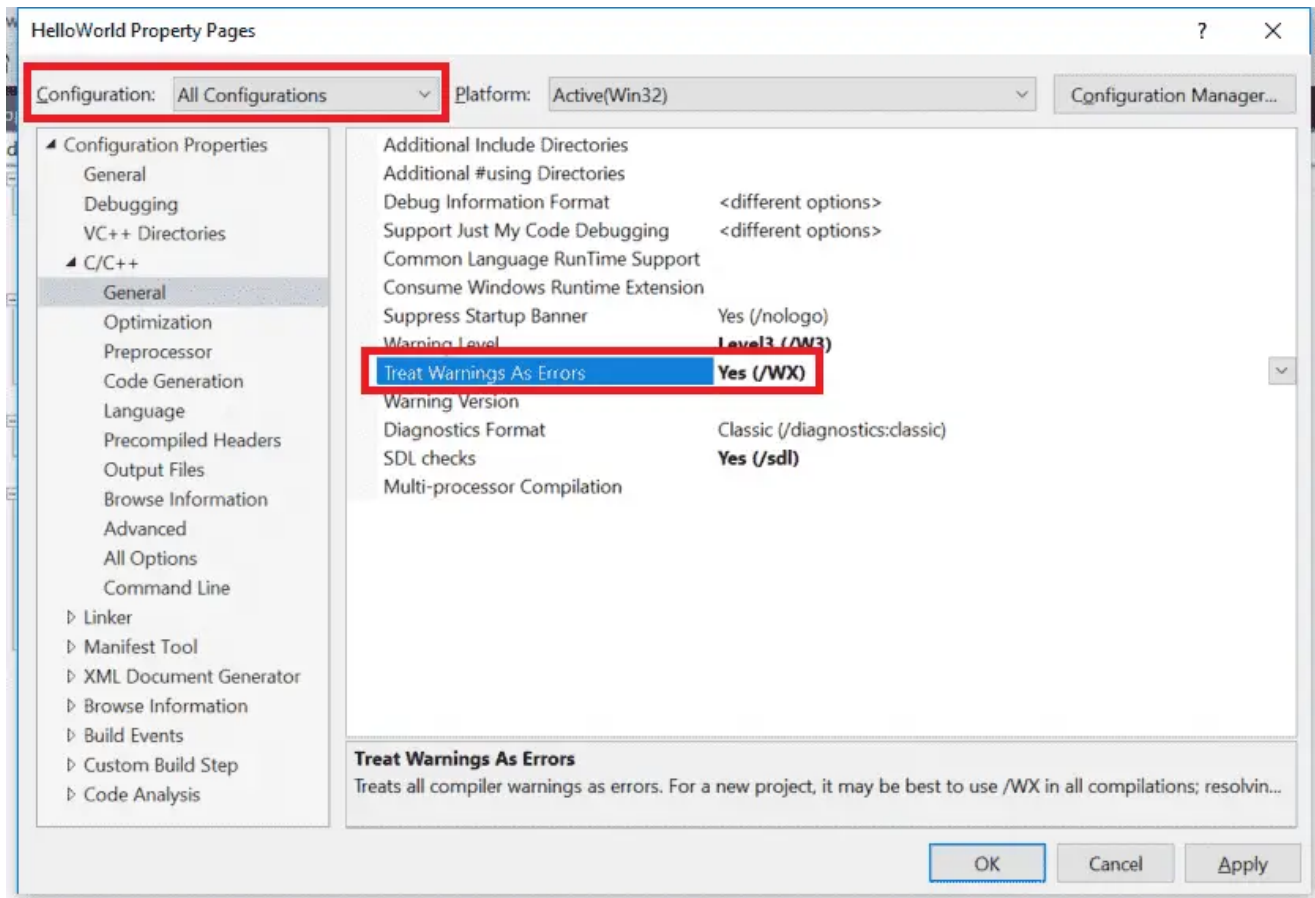 HelloWorld Property Pages
?
Configuration: All Configurations Platform: Active(Win32) Configuration Manager...
Configuration Properties
General
Debugging
VC++ Directories
C/C++
General
Optimization
Preprocessor
Code Generation
Language
Precompiled Headers
Output Files
Browse Information
Advanced
All Options
Command Line
Linker
Manifest Tool
XML Document Generator
Browse Information
Build Events
Custom Build Step
Code Analysis
Additional Include Directories
Additional #using Directories
Debug Information Format <different options>
Support Just My Code Debugging <different options>
Common Language RunTime Support
Consume Windows Runtime Extension
Suppress Startup Banner Yes (/nologo)
Warning Level Level3 (/W3)
Treat Warnings As Errors Yes (/WX)
Warning Version
Diagnostics Format Classic (/diagnostics:classic)
SDL checks Yes (/sdl)
Multi-processor Compilation
Treat Warnings As Errors
Treats all compiler warnings as errors. For a new project, it may be best to use /WX in all compilations; resolvin...
OK Cancel Apply